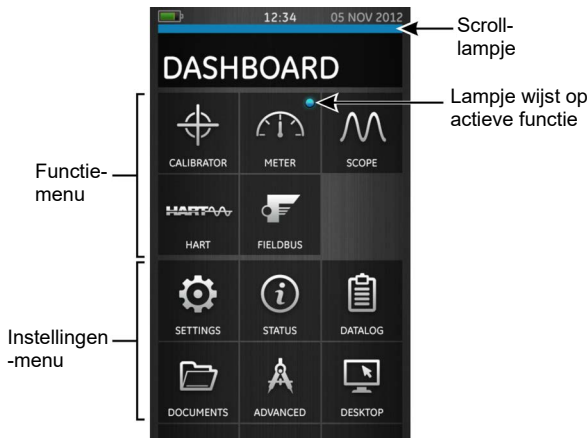 12:34 05 NOV 2012
Scroll-
lampje
DASHBOARD
Lampje wijst op
actieve functie
Functie-
menu
CALIBRATOR METER SCOPE
HART
HART FIELDBUS
Instellingen
-menu
SETTINGS STATUS DATALOG
DOCUMENTS ADVANCED DESKTOP